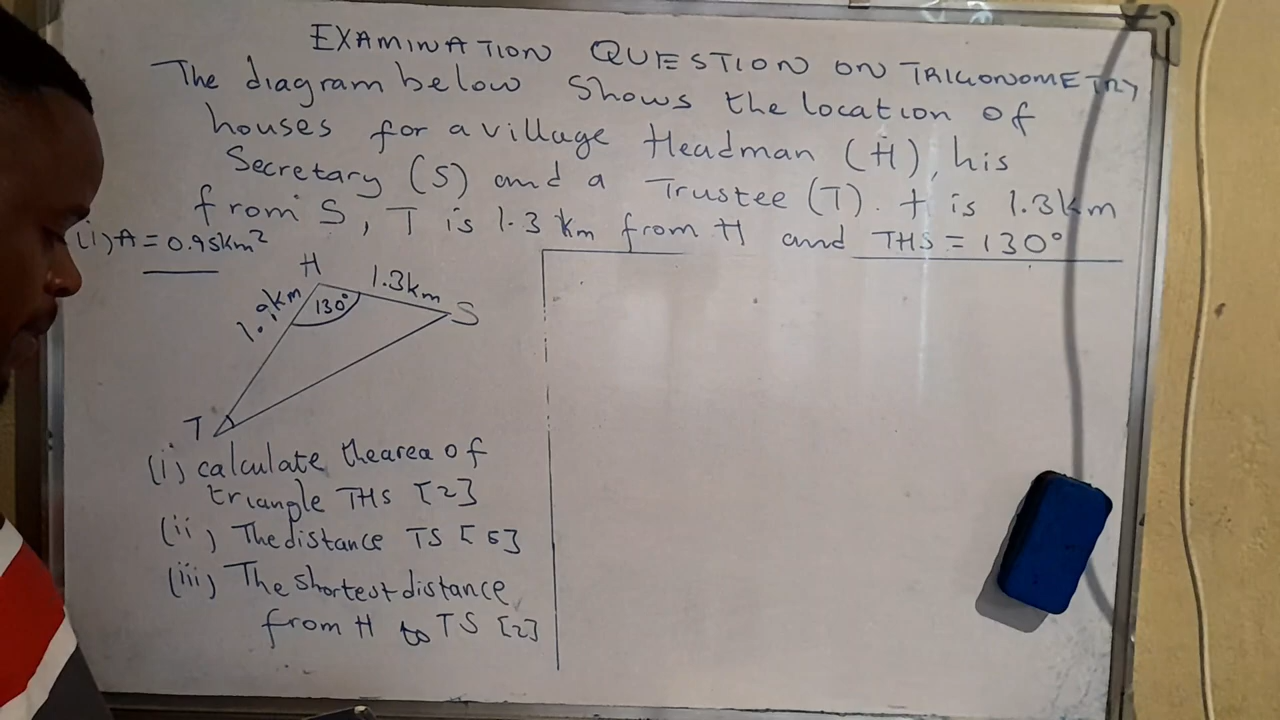 EXAMINATION QUESTION ON TRIGONOMETRY
The diagram below shows the location of
houses for a village Headman (H), his
Secretary (S) and a Trustee (T). t is 1.3km
from S, T is 1.3 km from H and THS = 130°
(i) A = 0.95km²
H
1.3km
1.9km
130°
S
T
(i) calculate the area of
triangle THS [2]
(ii) The distance TS [5]
(iii) The shortest distance
from H to TS [2]